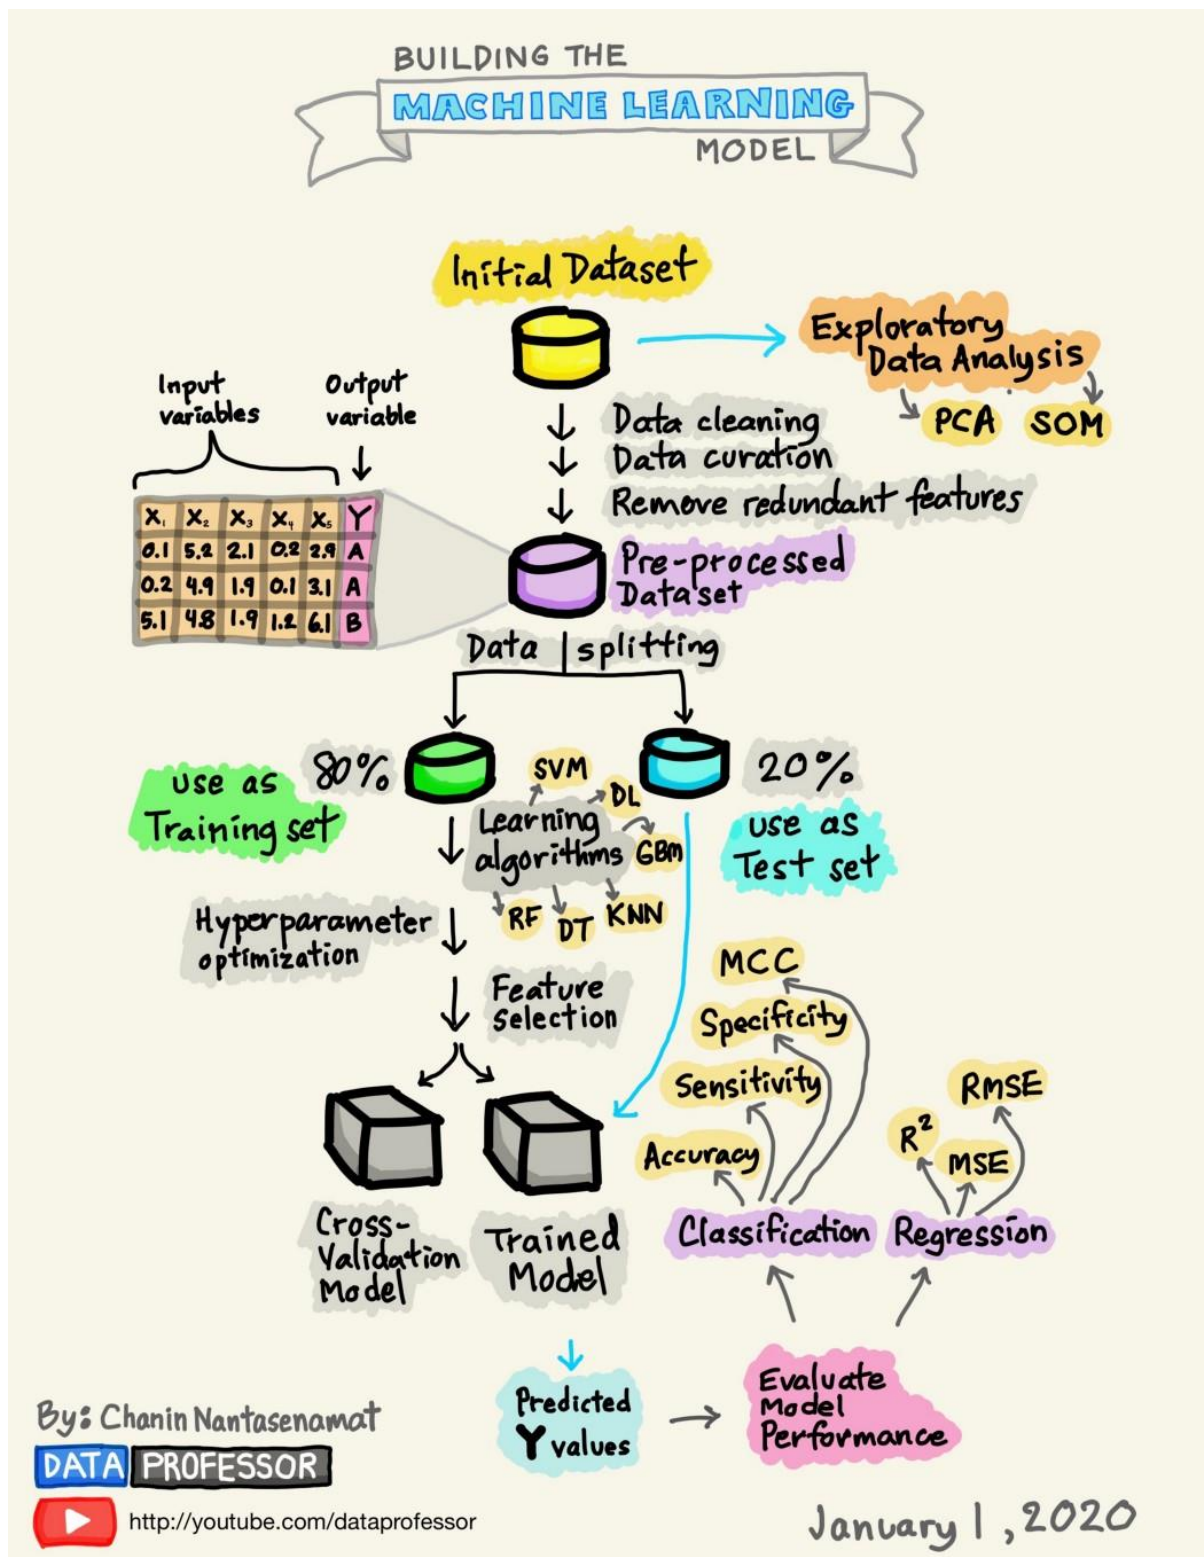 BUILDING THE
MACHINE LEARNING
MODEL
Initial Dataset
Exploratory
Data Analysis
PCA SOM
Input
variables
Output
variable
Data cleaning
Data curation
Remove redundant features
X₁ X₂ X₃ X₄ X₅ Y
0.1 5.2 2.1 0.2 2.9 A
0.2 4.9 1.9 0.1 3.1 A
5.1 4.8 1.9 1.2 6.1 B
Pre-processed
Dataset
Data splitting
80%
use as
Training set
20%
use as
Test set
Learning
algorithms
SVM
DL
GBM
RF
DT
KNN
Hyperparameter
optimization
Feature
selection
Cross-
Validation
Model
Trained
Model
MCC
Specificity
Sensitivity
Accuracy
RMSE
R²
MSE
Classification
Regression
Predicted
Y values
Evaluate
Model
Performance
By: Chanin Nantasenamat
DATA PROFESSOR
http://youtube.com/dataprofessor
January 1, 2020